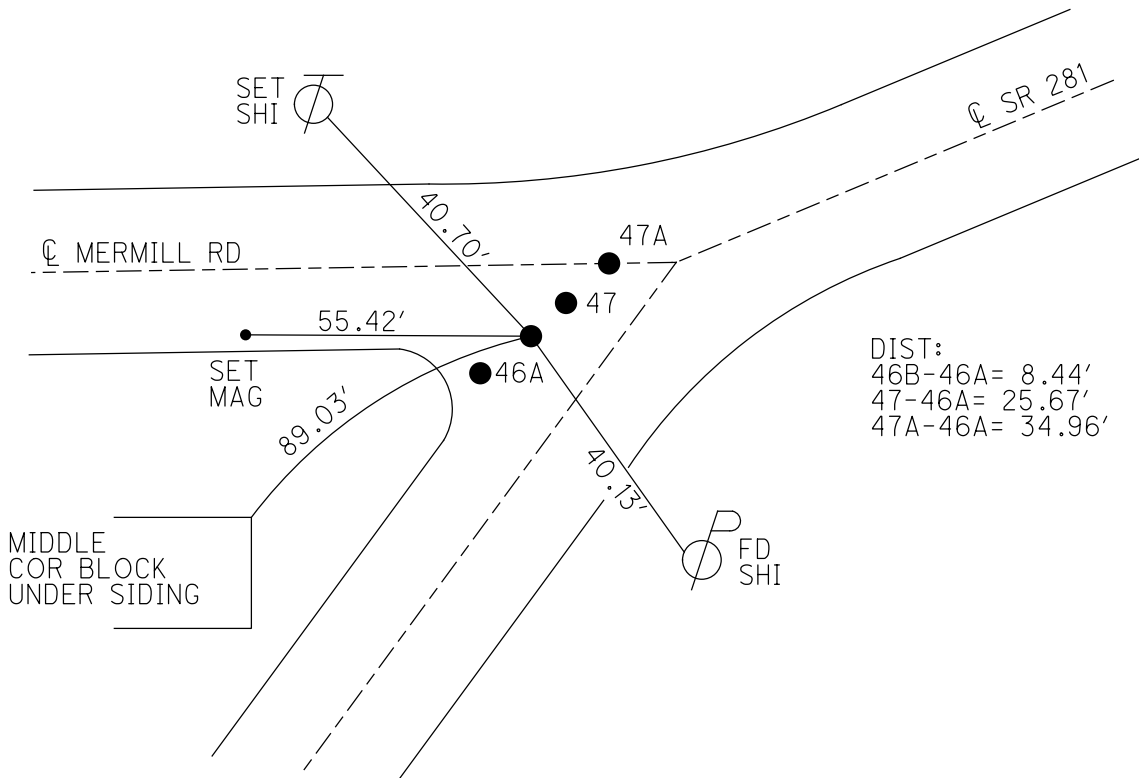 SET
SHI
℄ SR 281
40.70′
47A
℄ MERMILL RD
47
55.42′
SET
MAG
46A
DIST:
46B-46A= 8.44′
47-46A= 25.67′
47A-46A= 34.96′
89.03′
40.13′
MIDDLE
COR BLOCK
UNDER SIDING
FD
SHI